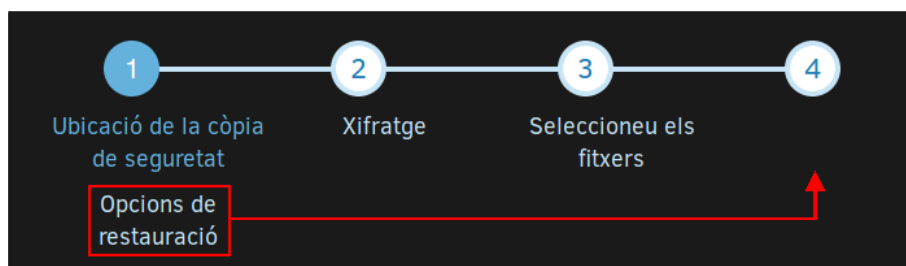 1
2
3
4
Ubicació de la còpia
de seguretat
Xifratge
Seleccioneu els
fitxers
Opcions de
restauració